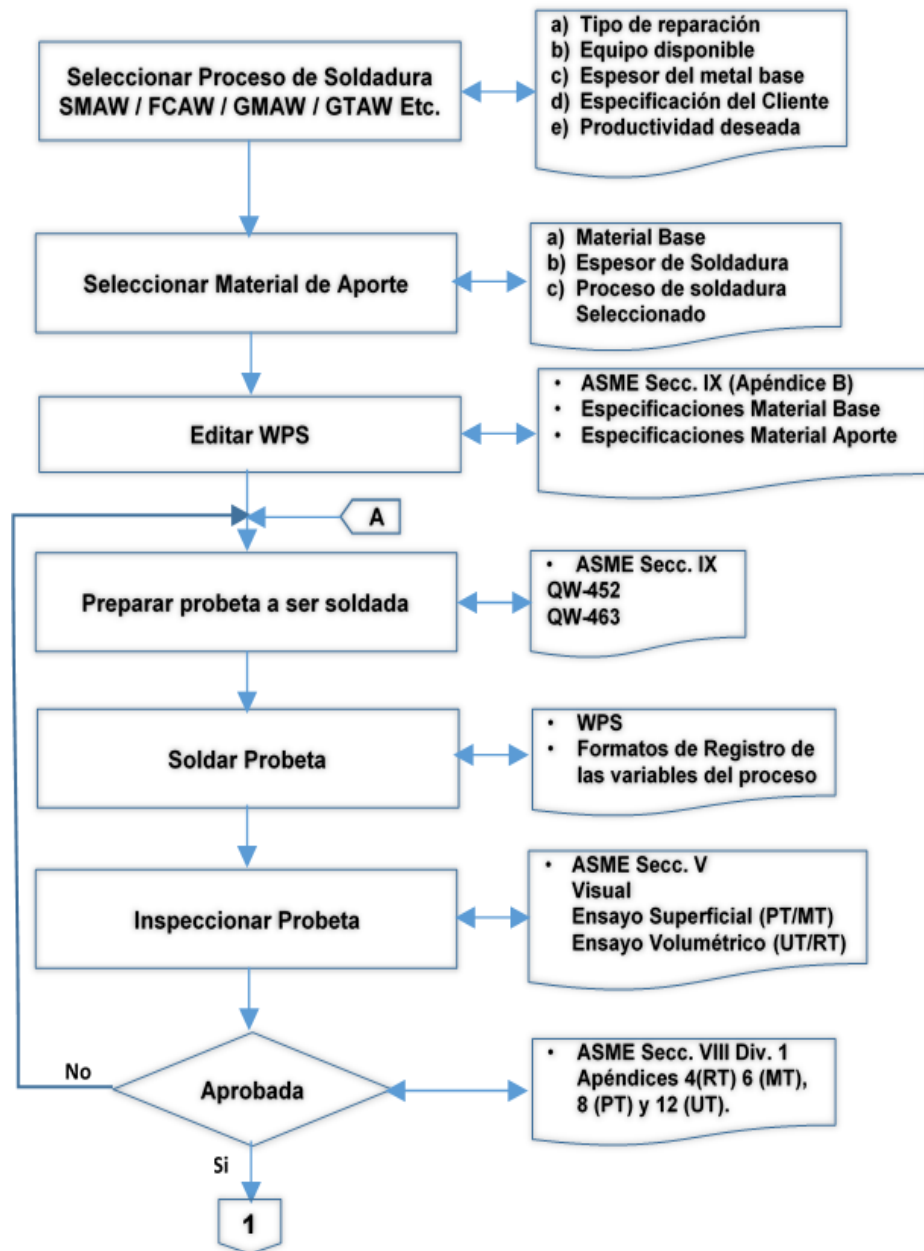 Seleccionar Proceso de Soldadura
SMAW / FCAW / GMAW / GTAW Etc.
a) Tipo de reparación
b) Equipo disponible
c) Espesor del metal base
d) Especificación del Cliente
e) Productividad deseada
Seleccionar Material de Aporte
a) Material Base
b) Espesor de Soldadura
c) Proceso de soldadura
Seleccionado
Editar WPS
• ASME Secc. IX (Apéndice B)
• Especificaciones Material Base
• Especificaciones Material Aporte
A
Preparar probeta a ser soldada
• ASME Secc. IX
QW-452
QW-463
Soldar Probeta
• WPS
• Formatos de Registro de
las variables del proceso
Inspeccionar Probeta
• ASME Secc. V
Visual
Ensayo Superficial (PT/MT)
Ensayo Volumétrico (UT/RT)
No
Aprobada
• ASME Secc. VIII Div. 1
Apéndices 4(RT) 6 (MT),
8 (PT) y 12 (UT).
Si
1